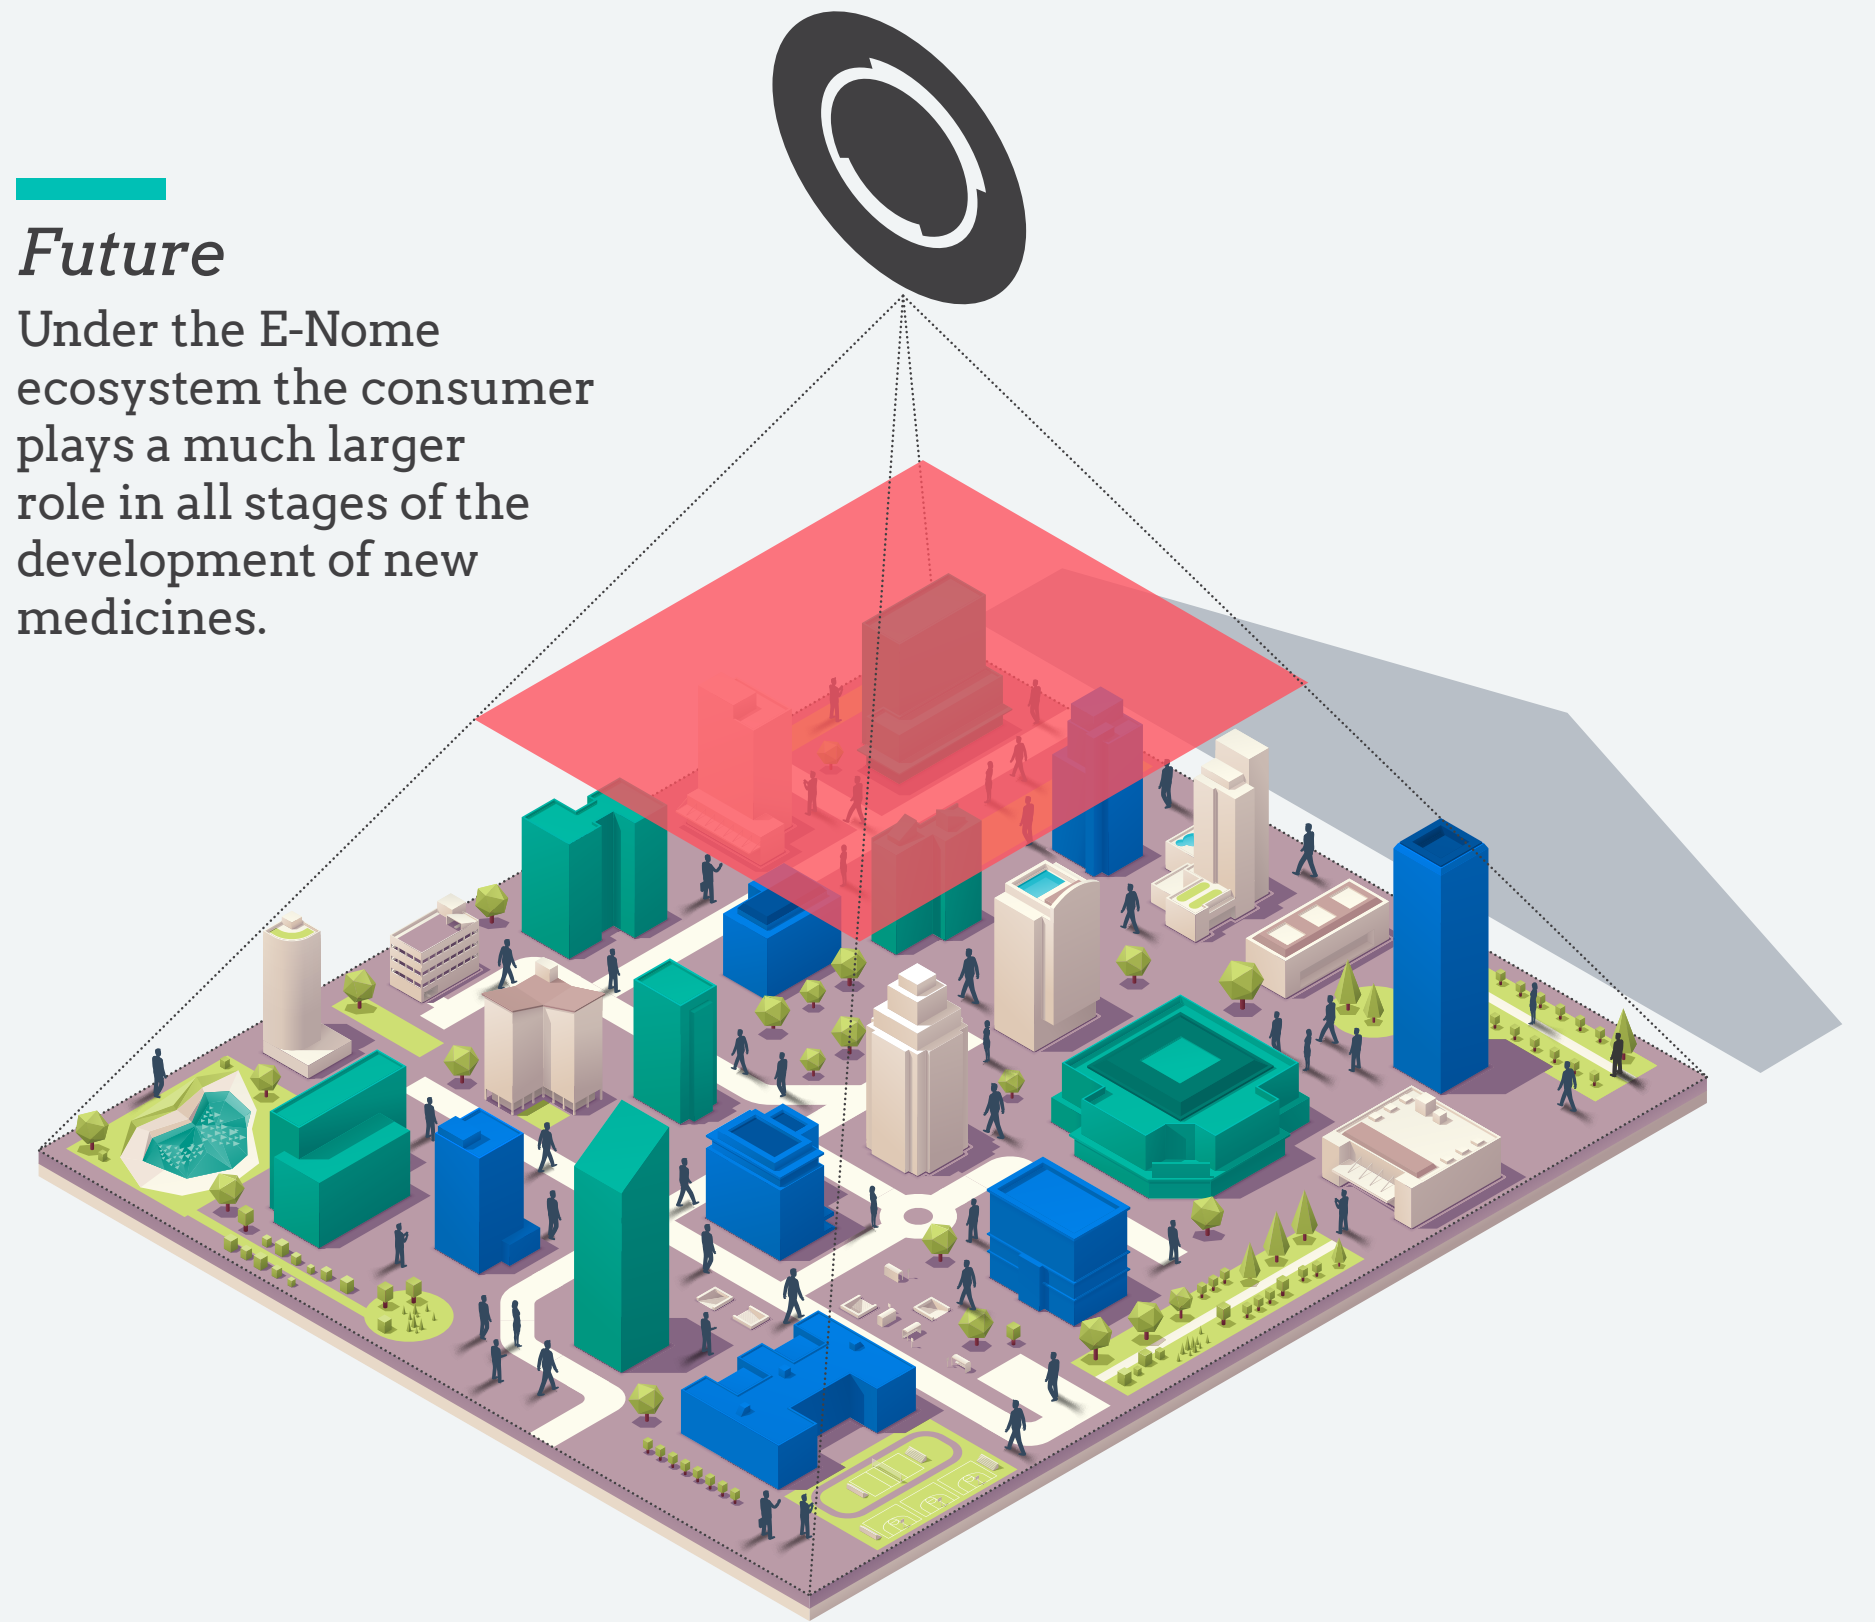 Future
Under the E-Nome
ecosystem the consumer
plays a much larger
role in all stages of the
development of new
medicines.